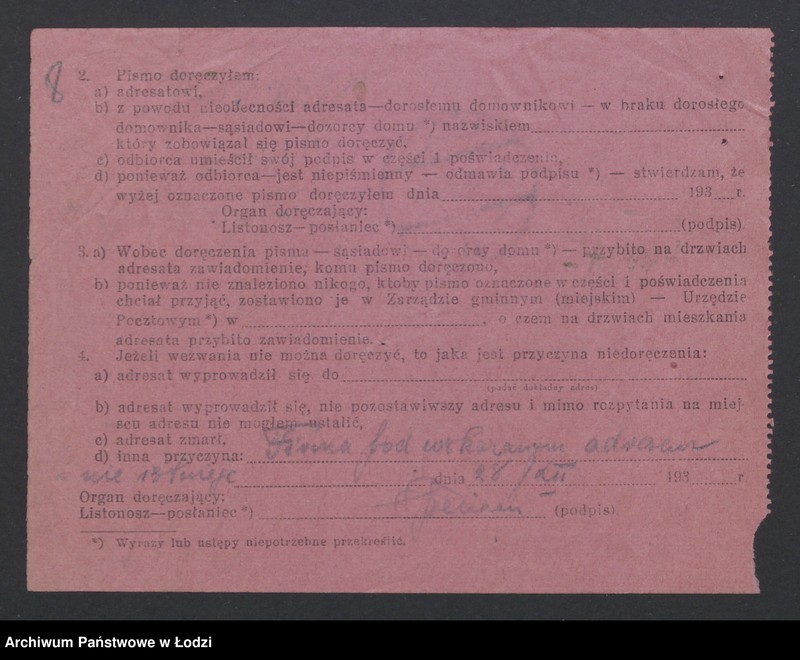 8
2. Pismo doręczyłem:
a) adresatowi,
b) z powodu nieobecności adresata—dorosłemu domownikowi — w braku dorosłego
domownika—sąsiadowi—dozorcy domu *) nazwiskiem
który zobowiązał się pismo doręczyć.
c) odbiorca umieścił swój podpis w części 1 poświadczenia,
d) ponieważ odbiorca—jest niepiśmienny — odmawia podpisu *) — stwierdzam, że
wyżej oznaczone pismo doręczyłem dnia 193 r.
Organ doręczający:
Listonosz—posłaniec *) (podpis)
3. a) Wobec doręczenia pisma — sąsiadowi — dozorcy domu *) — przybito na drzwiach
adresata zawiadomienie, komu pismo doręczono,
b) ponieważ nie znaleziono nikogo, ktoby pismo oznaczone w części i poświadczenia
chciał przyjąć, zostawiono je w Zarządzie gminnym (miejskim) — Urzędzie
Pocztowym *) w , o czem na drzwiach mieszkania
adresata przybito zawiadomienie.
4. Jeżeli wezwania nie można doręczyć, to jaka jest przyczyna niedoręczenia:
a) adresat wyprowadził się do
(podać dokładny adres)
b) adresat wyprowadził się, nie pozostawiwszy adresu i mimo rozpytania na miej-
scu adresu nie mogłem ustalić,
c) adresat zmarł,
d) inna przyczyna: Firma pod wskazanym adresem
nie istnieje dnia 28/XII 193 r.
Organ doręczający:
Listonosz—posłaniec *) (podpis)
*) Wyrazy lub ustępy niepotrzebne przekreślić.
Archiwum Państwowe w Łodzi